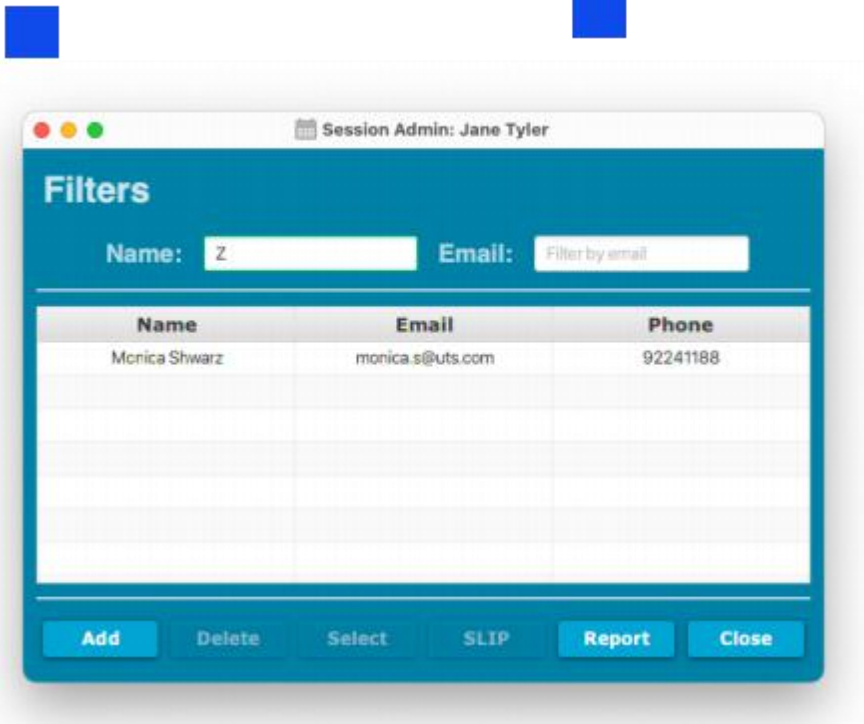 Session Admin: Jane Tyler
Filters
Name: Z Email: Filter by email
Name Email Phone
Monica Shwarz monica.s@uts.com 92241188
Add Delete Select SLIP Report Close